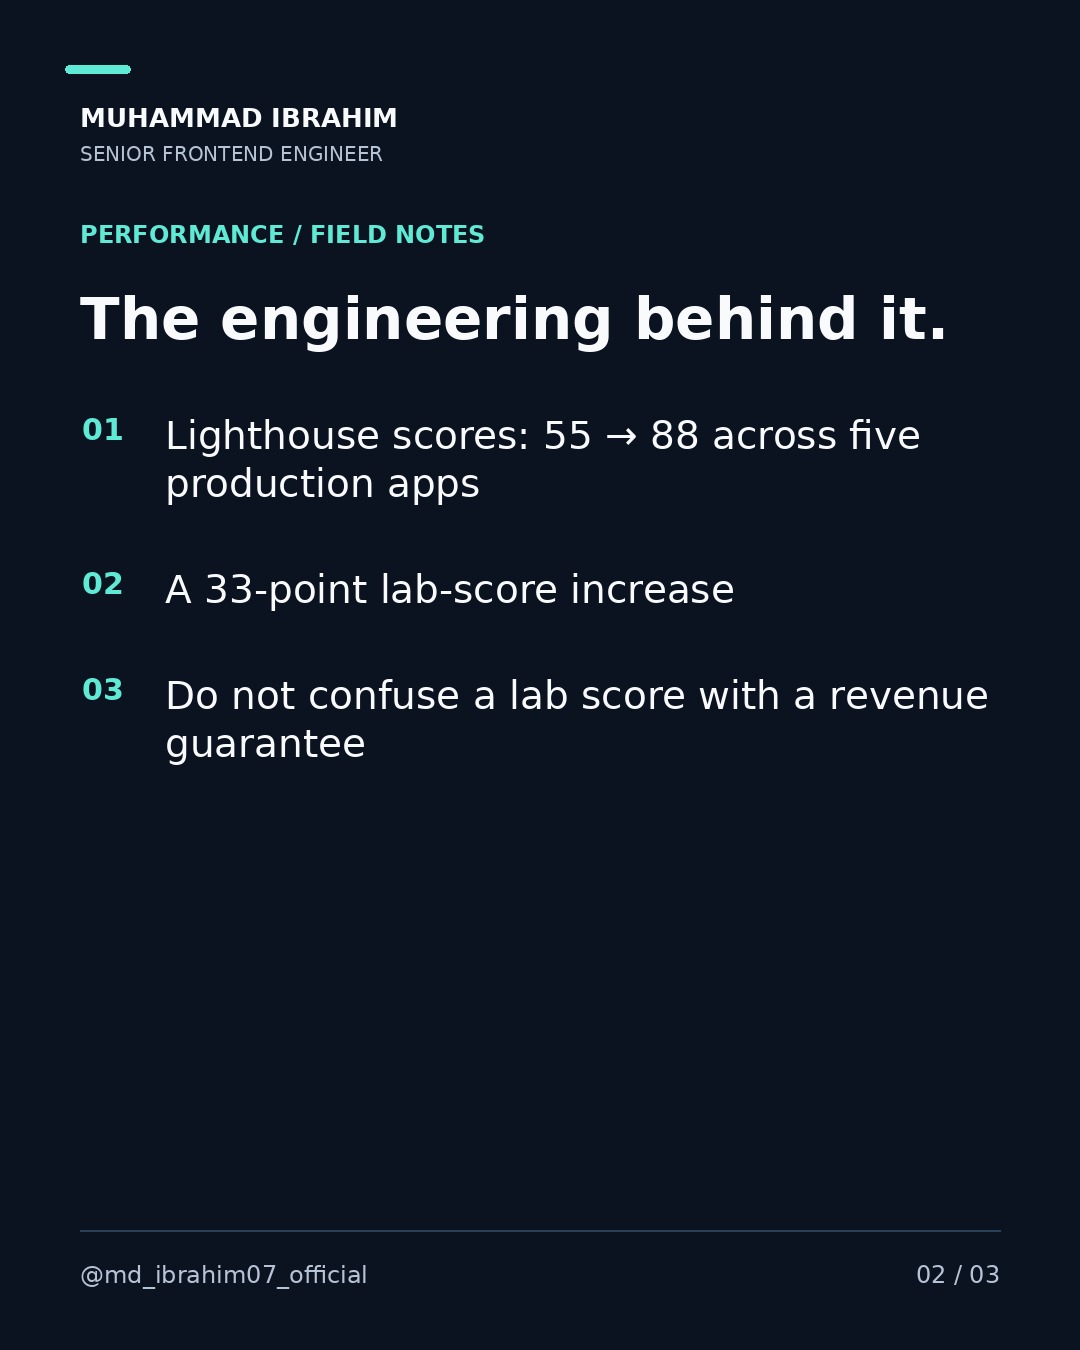 MUHAMMAD IBRAHIM
SENIOR FRONTEND ENGINEER
PERFORMANCE / FIELD NOTES
The engineering behind it.
01 Lighthouse scores: 55 → 88 across five
production apps
02 A 33-point lab-score increase
03 Do not confuse a lab score with a revenue
guarantee
@md_ibrahim07_official 02 / 03